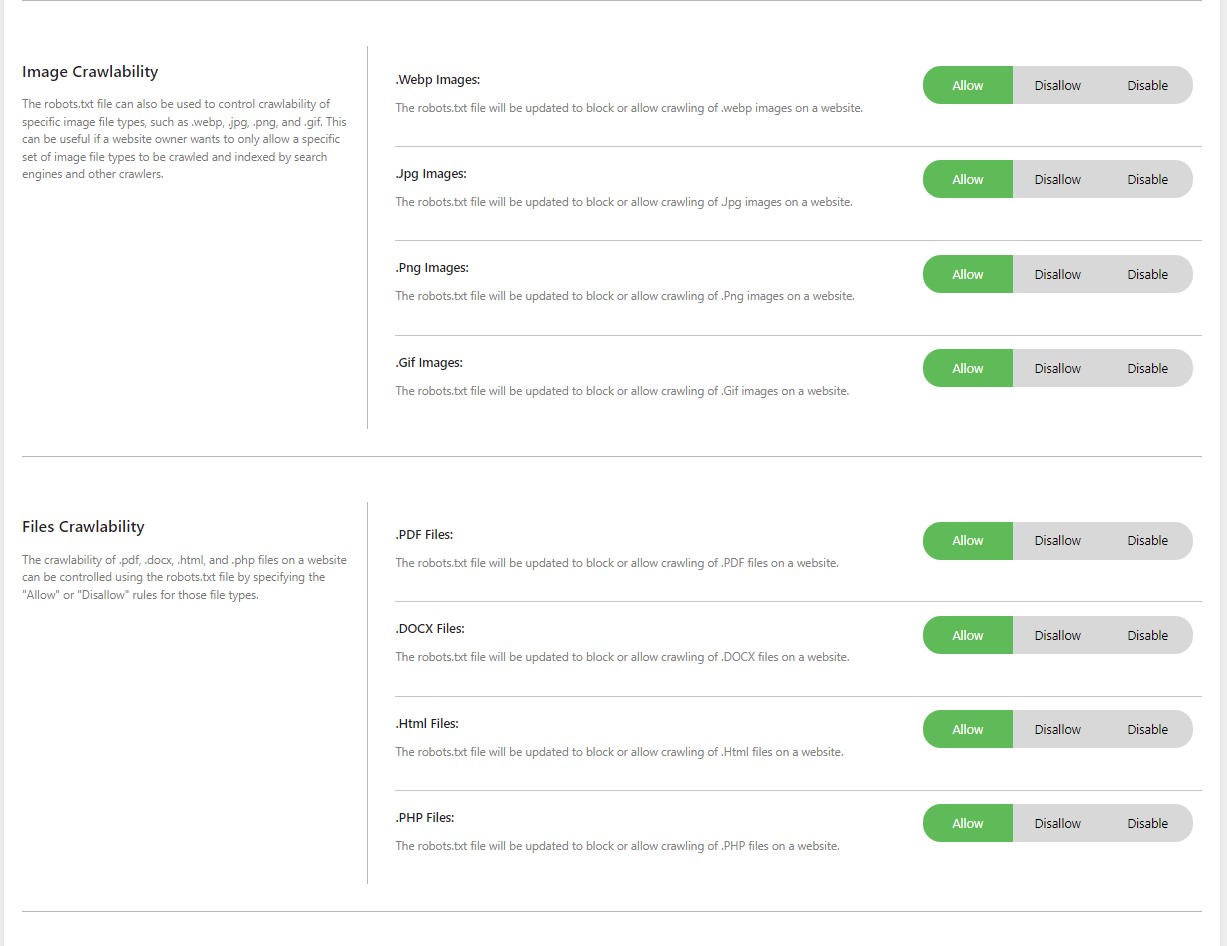 Image Crawlability
The robots.txt file can also be used to control crawlability of
specific image file types, such as .webp, .jpg, .png, and .gif. This
can be useful if a website owner wants to only allow a specific
set of image file types to be crawled and indexed by search
engines and other crawlers.
.Webp Images:
The robots.txt file will be updated to block or allow crawling of .webp images on a website.
Allow Disallow Disable
.Jpg Images:
The robots.txt file will be updated to block or allow crawling of .Jpg images on a website.
Allow Disallow Disable
.Png Images:
The robots.txt file will be updated to block or allow crawling of .Png images on a website.
Allow Disallow Disable
.Gif Images:
The robots.txt file will be updated to block or allow crawling of .Gif images on a website.
Allow Disallow Disable
Files Crawlability
The crawlability of .pdf, .docx, .html, and .php files on a website
can be controlled using the robots.txt file by specifying the
"Allow" or "Disallow" rules for those file types.
.PDF Files:
The robots.txt file will be updated to block or allow crawling of .PDF files on a website.
Allow Disallow Disable
.DOCX Files:
The robots.txt file will be updated to block or allow crawling of .DOCX files on a website.
Allow Disallow Disable
.Html Files:
The robots.txt file will be updated to block or allow crawling of .Html files on a website.
Allow Disallow Disable
.PHP Files:
The robots.txt file will be updated to block or allow crawling of .PHP files on a website.
Allow Disallow Disable